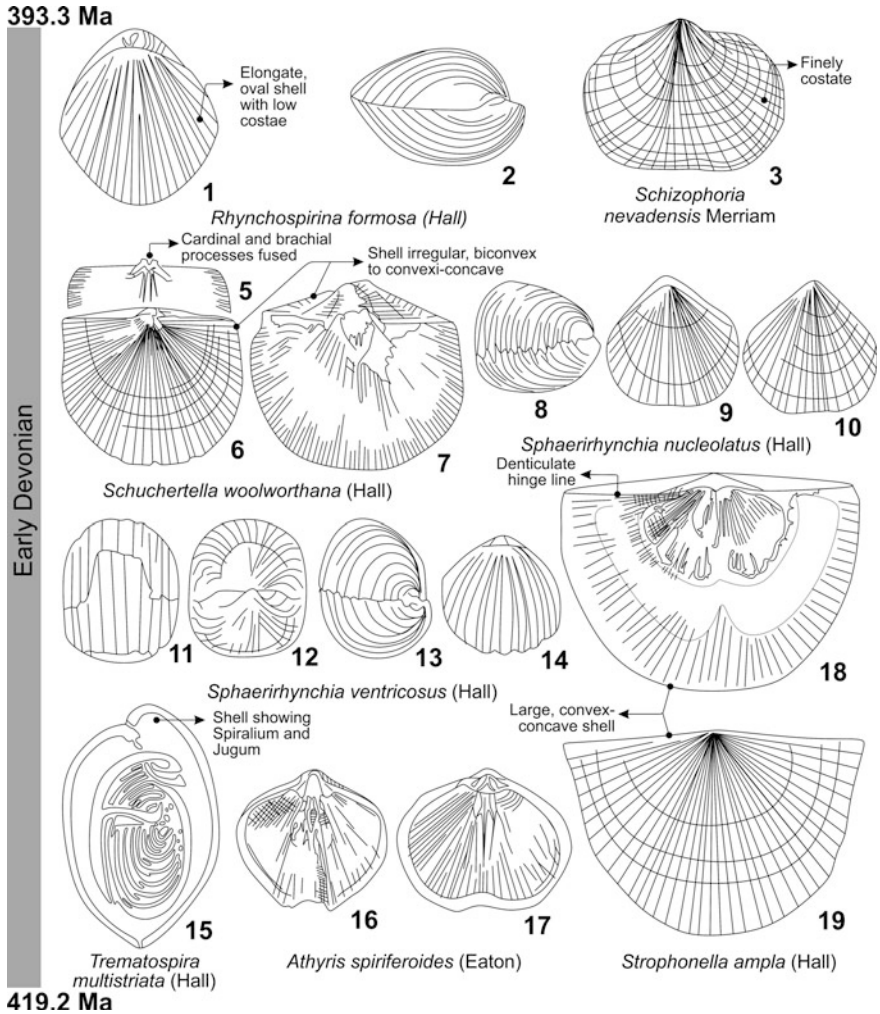 393.3 Ma
Early Devonian
Elongate,
oval shell
with low
costae
1
2
Finely
costate
3
Rhynchospirina formosa (Hall)
Schizophoria
nevadensis Merriam
Cardinal and brachial
processes fused
Shell irregular, biconvex
to convexi-concave
5
6
7
8
9
10
Schuchertella woolworthana (Hall)
Sphaerirhynchia nucleolatus (Hall)
Denticulate
hinge line
11
12
13
14
18
Sphaerirhynchia ventricosus (Hall)
Shell showing
Spiralium and
Jugum
Large, convex-
concave shell
15
16
17
19
Trematospira
multistriata (Hall)
Athyris spiriferoides (Eaton)
Strophonella ampla (Hall)
419.2 Ma